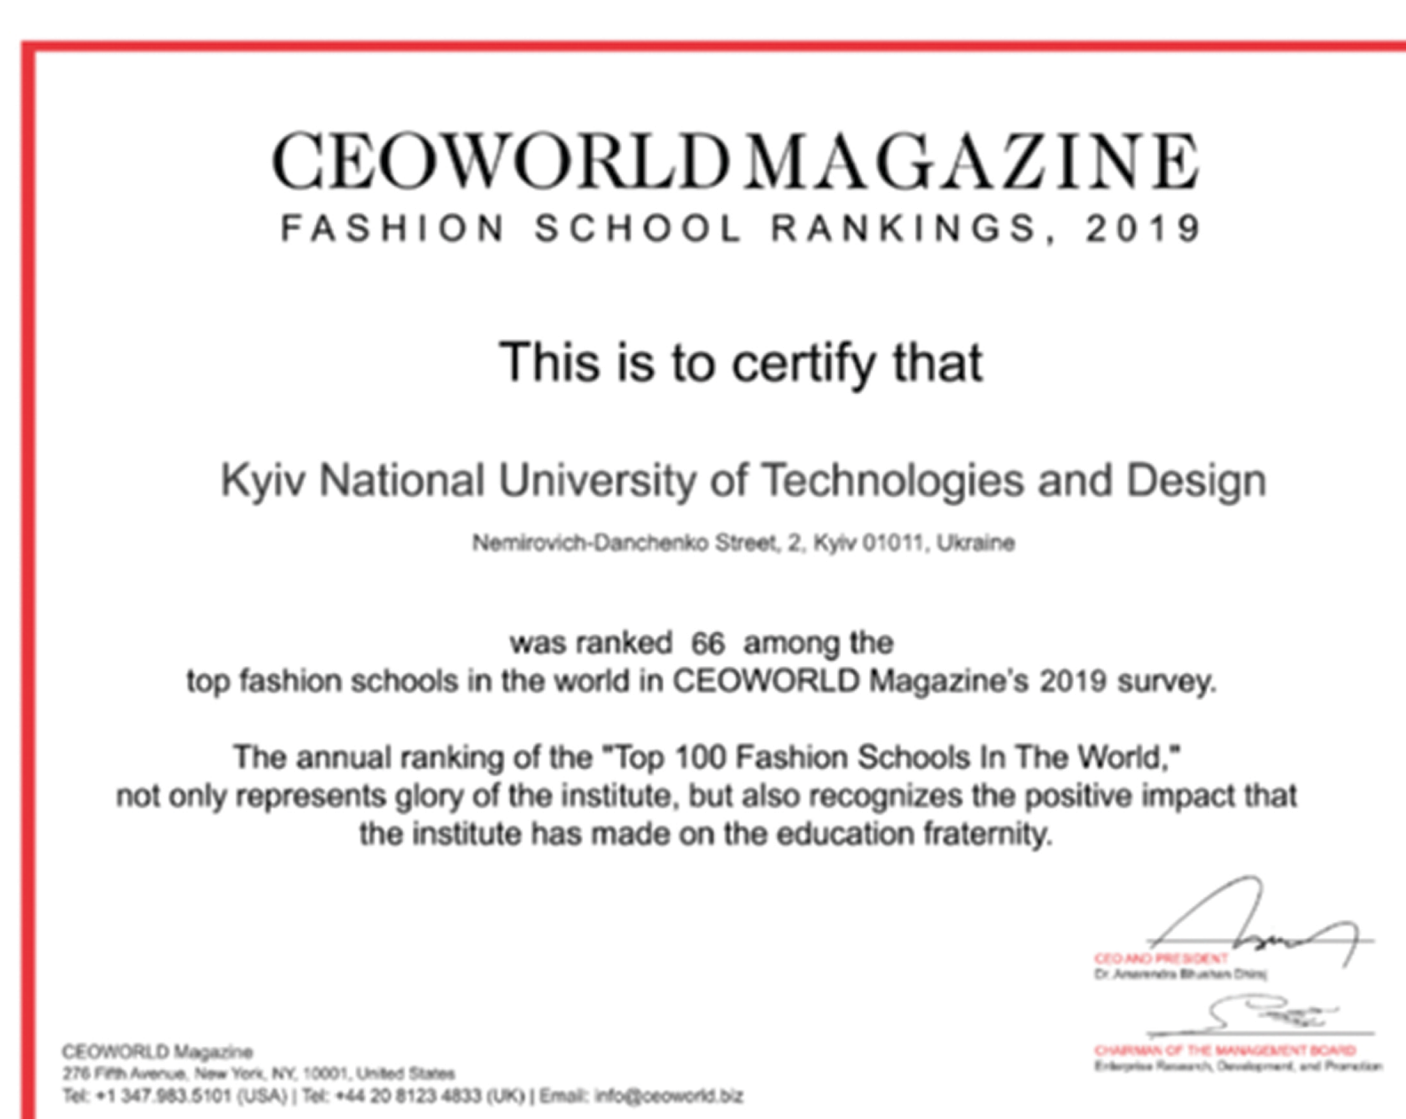 CEOWORLD MAGAZINE
FASHION SCHOOL RANKINGS, 2019
This is to certify that
Kyiv National University of Technologies and Design
Nemirovich-Danchenko Street, 2, Kyiv 01011, Ukraine
was ranked 66 among the
top fashion schools in the world in CEOWORLD Magazine's 2019 survey.
The annual ranking of the "Top 100 Fashion Schools In The World,"
not only represents glory of the institute, but also recognizes the positive impact that
the institute has made on the education fraternity.
CEO AND PRESIDENT
Dr. Amarendra Bhushan Dhiraj
CHAIRMAN OF THE MANAGEMENT BOARD
Enterprise Research, Development, and Promotion
CEOWORLD Magazine
276 Fifth Avenue, New York, NY, 10001, United States
Tel: +1 347.983.5101 (USA) | Tel: +44 20 8123 4833 (UK) | Email: info@ceoworld.biz